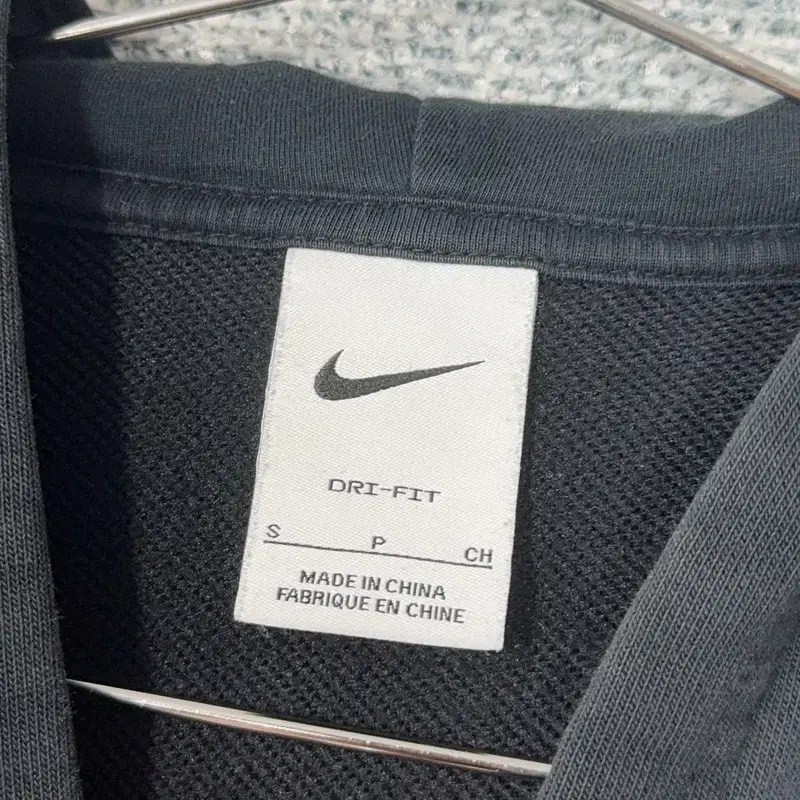 DRI-FIT
S P CH
MADE IN CHINA
FABRIQUE EN CHINE